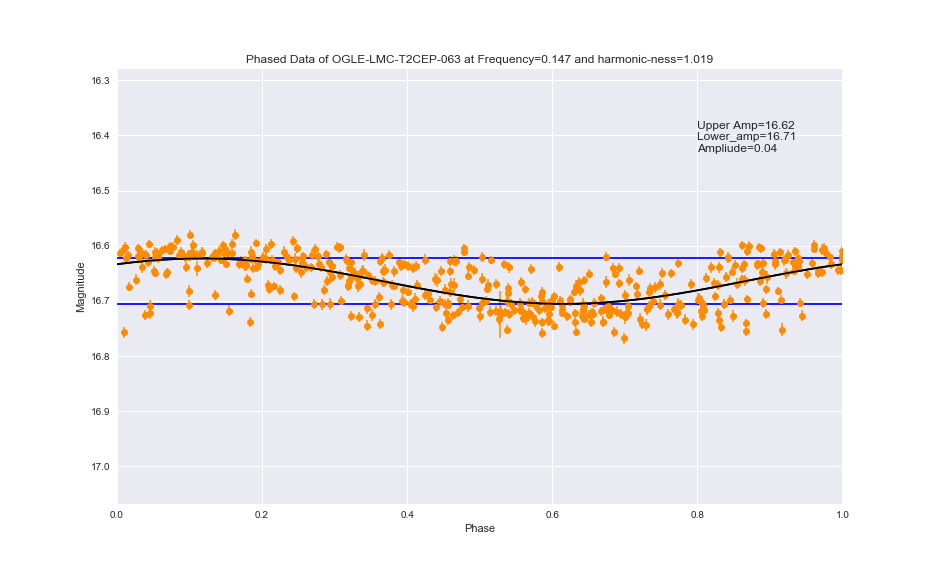 Phased Data of OGLE-LMC-T2CEP-063 at Frequency=0.147 and harmonic-ness=1.019
16.3
16.4
16.5
16.6
16.7
16.8
16.9
17.0
Magnitude
Upper Amp=16.62
Lower_amp=16.71
Ampliude=0.04
0.0
0.2
0.4
0.6
0.8
1.0
Phase